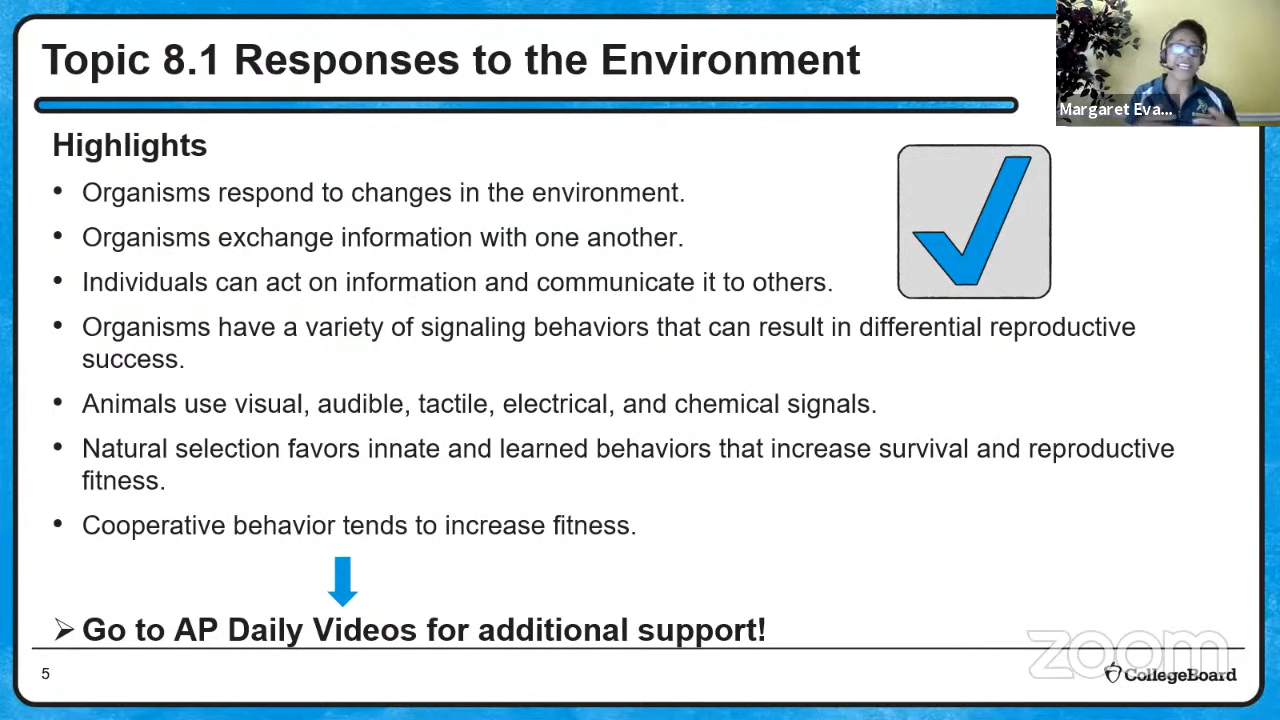 Topic 8.1 Responses to the Environment
Margaret Eva...
Highlights
• Organisms respond to changes in the environment.
• Organisms exchange information with one another.
• Individuals can act on information and communicate it to others.
• Organisms have a variety of signaling behaviors that can result in differential reproductive
success.
• Animals use visual, audible, tactile, electrical, and chemical signals.
• Natural selection favors innate and learned behaviors that increase survival and reproductive
fitness.
• Cooperative behavior tends to increase fitness.
➢ Go to AP Daily Videos for additional support!
zoom
5
CollegeBoard